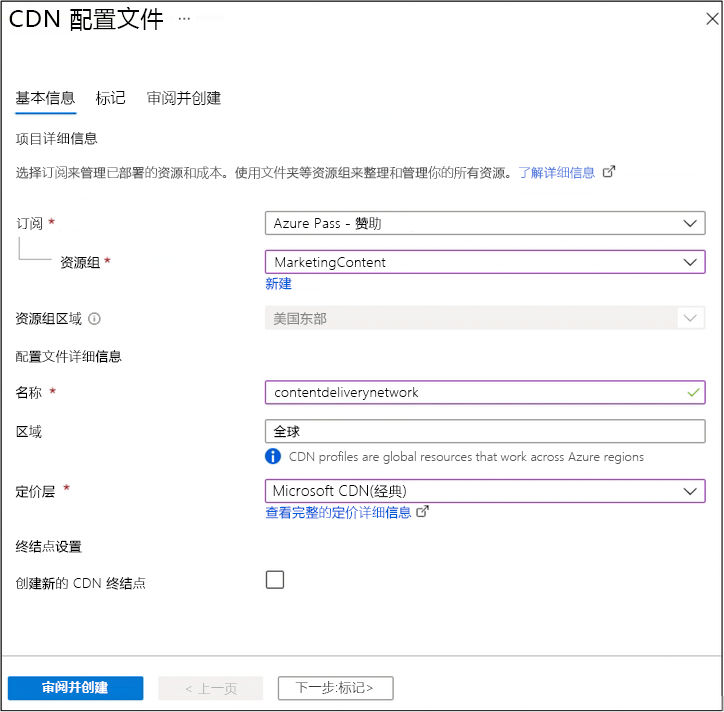 CDN 配置文件 ...
基本信息 标记 审阅并创建
项目详细信息
选择订阅来管理已部署的资源和成本。使用文件夹等资源组来整理和管理你的所有资源。了解详细信息
订阅 * Azure Pass - 赞助
资源组 * MarketingContent
新建
资源组区域 美国东部
配置文件详细信息
名称 * contentdeliverynetwork
区域 全球
CDN profiles are global resources that work across Azure regions
定价层 * Microsoft CDN(经典)
查看完整的定价详细信息
终结点设置
创建新的 CDN 终结点
审阅并创建 < 上一页 下一步:标记>